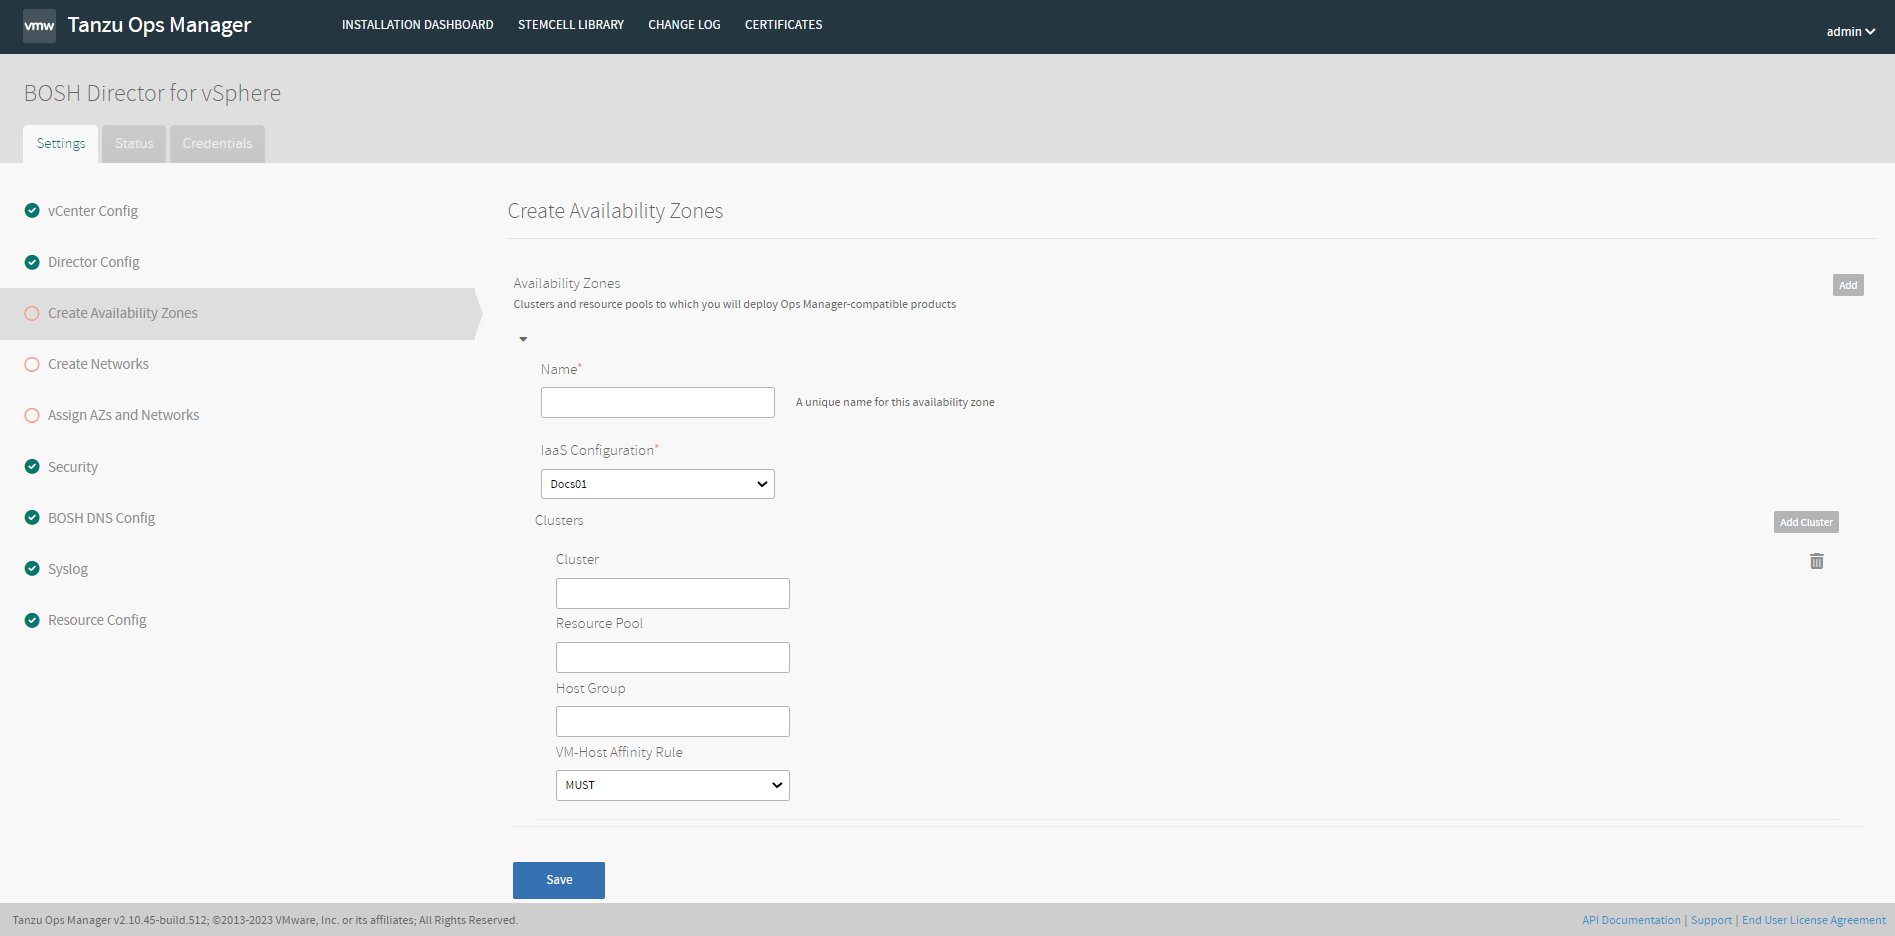 vmw Tanzu Ops Manager INSTALLATION DASHBOARD STEMCELL LIBRARY CHANGE LOG CERTIFICATES admin
BOSH Director for vSphere
Settings Status Credentials
vCenter Config
Director Config
Create Availability Zones
Create Networks
Assign AZs and Networks
Security
BOSH DNS Config
Syslog
Resource Config
Create Availability Zones
Availability Zones Add
Clusters and resource pools to which you will deploy Ops Manager-compatible products
Name*
A unique name for this availability zone
IaaS Configuration*
Docs01
Clusters Add Cluster
Cluster
Resource Pool
Host Group
VM-Host Affinity Rule
MUST
Save
Tanzu Ops Manager v2.10.45-build.512; ©2013-2023 VMware, Inc. or its affiliates; All Rights Reserved. API Documentation | Support | End User License Agreement